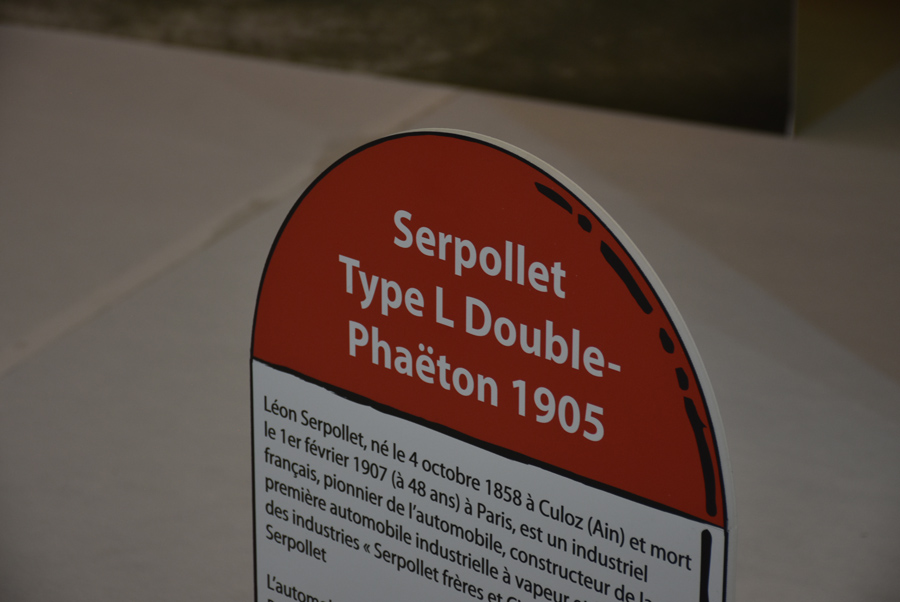 Serpollet
Type L Double-
Phaëton 1905
Léon Serpollet, né le 4 octobre 1858 à Culoz (Ain) et mort
le 1er février 1907 (à 48 ans) à Paris, est un industriel
français, pionnier de l'automobile, constructeur de la
première automobile industrielle à vapeur
des industries « Serpollet frères et
Serpollet